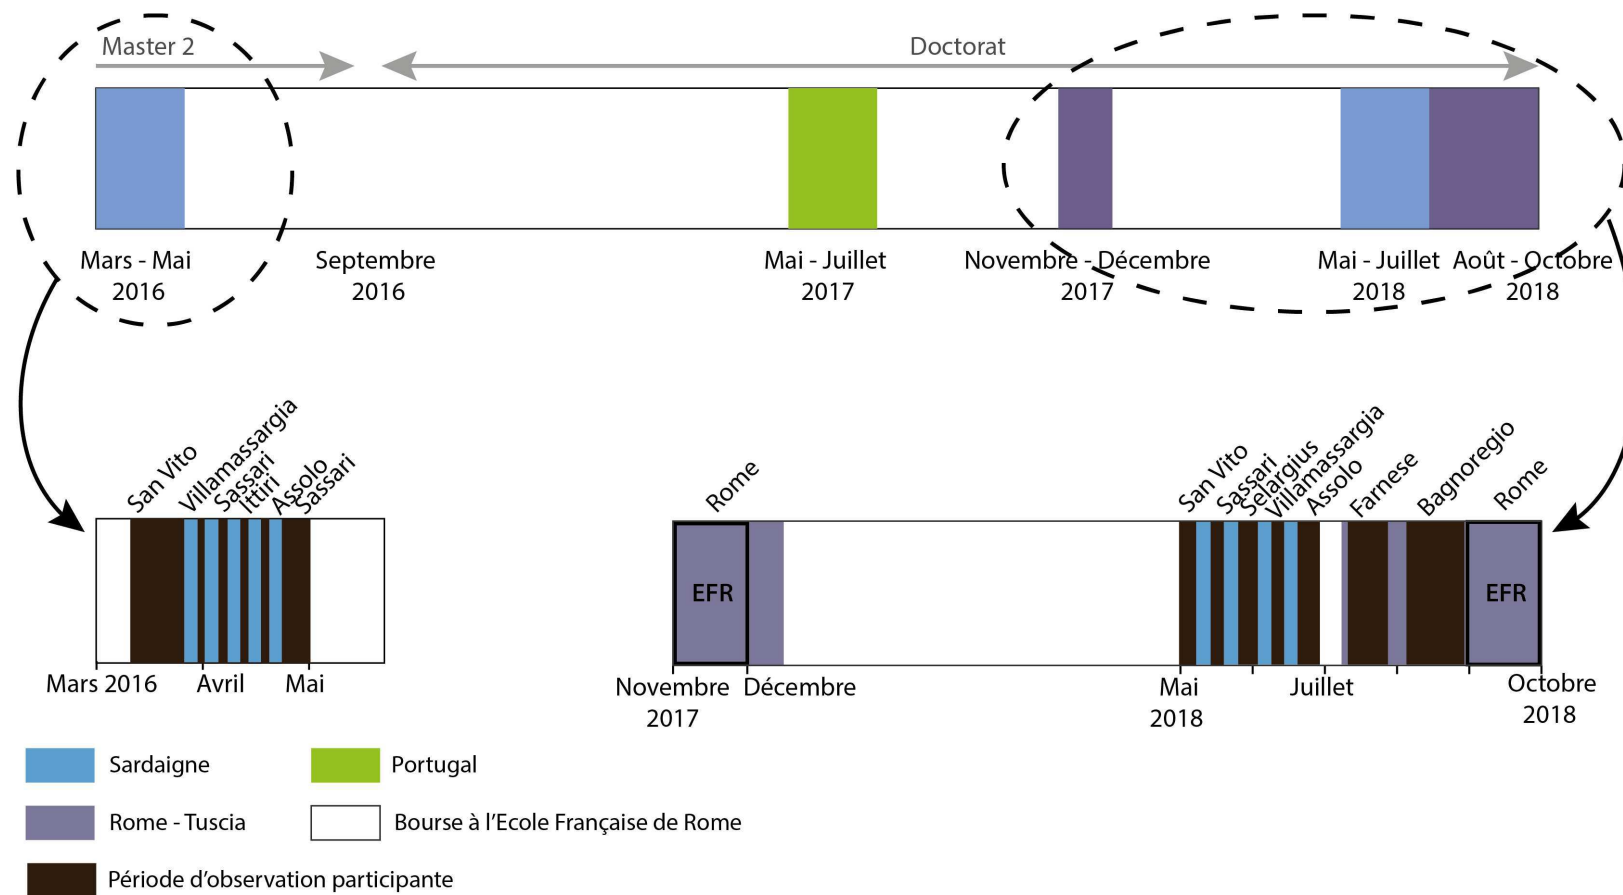 Master 2
Doctorat
Mars - Mai
2016
Septembre
2016
Mai - Juillet
2017
Novembre - Décembre
2017
Mai - Juillet
2018
Août - Octobre
2018
San Vito
Villamassargia
Sassari
Ittiri
Assolo
Sassari
Rome
San Vito
Sassari
Selargius
Villamassargia
Assolo
Farnese
Bagnoregio
Rome
EFR
EFR
Mars 2016
Avril
Mai
Novembre
2017
Décembre
Mai
2018
Juillet
Octobre
2018
Sardaigne
Portugal
Rome - Tuscia
Bourse à l'Ecole Française de Rome
Période d'observation participante